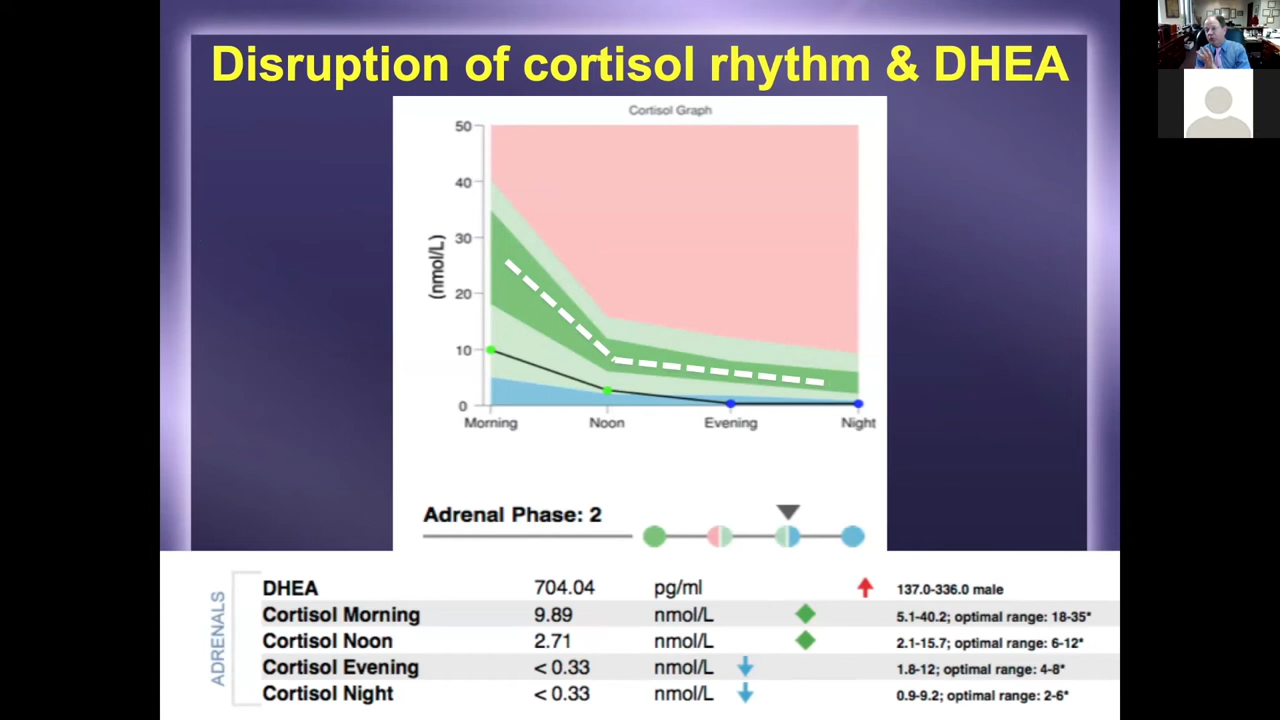 Disruption of cortisol rhythm & DHEA
Cortisol Graph
(nmol/L)
50
40
30
20
10
0
Morning Noon Evening Night
Adrenal Phase: 2
ADRENALS
DHEA 704.04 pg/ml 137.0-336.0 male
Cortisol Morning 9.89 nmol/L 5.1-40.2; optimal range: 18-35*
Cortisol Noon 2.71 nmol/L 2.1-15.7; optimal range: 6-12*
Cortisol Evening < 0.33 nmol/L 1.8-12; optimal range: 4-8*
Cortisol Night < 0.33 nmol/L 0.9-9.2; optimal range: 2-6*